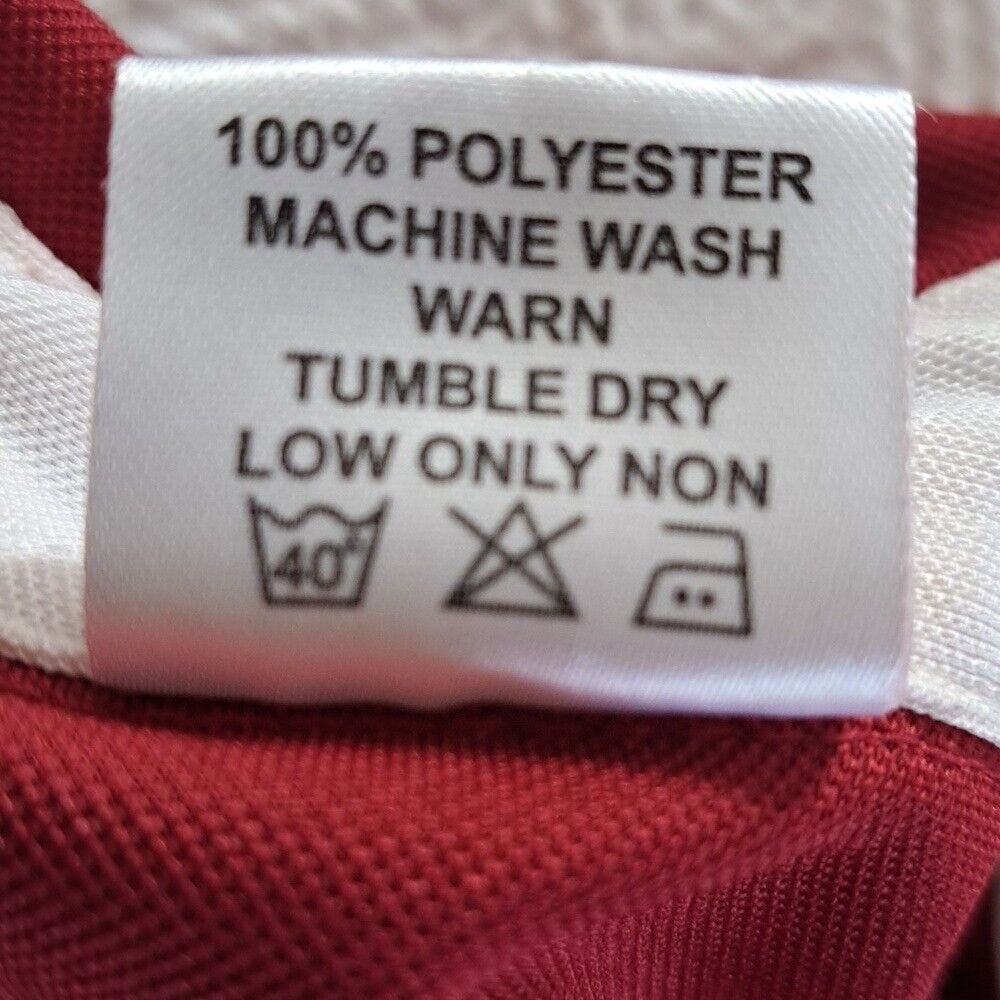 100% POLYESTER
MACHINE WASH
WARN
TUMBLE DRY
LOW ONLY NON
40°